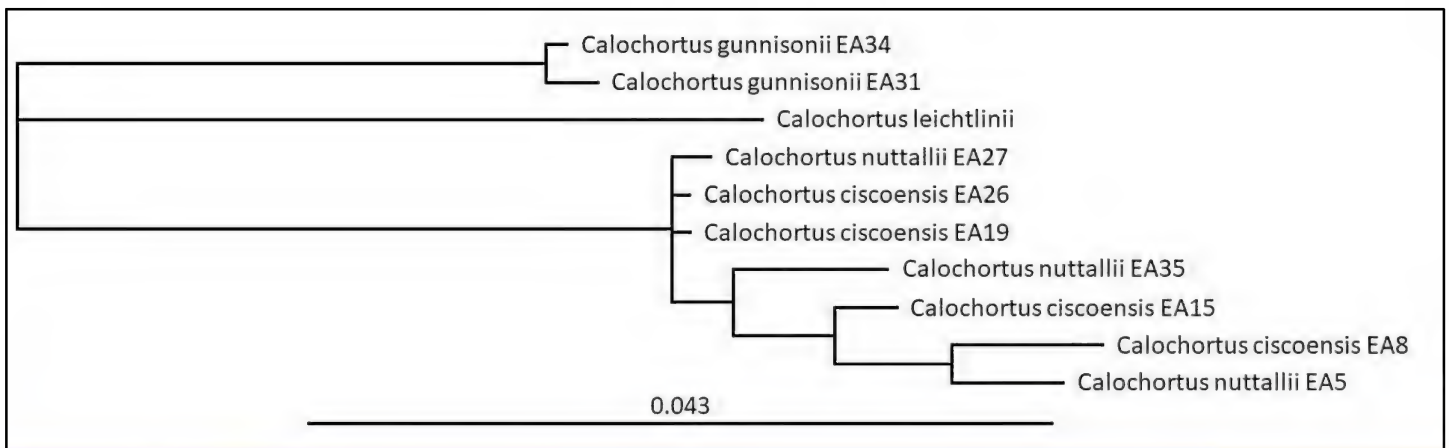 Calochortus gunnisonii EA34
Calochortus gunnisonii EA31
Calochortus leichtlinii
Calochortus nuttallii EA27
Calochortus ciscoensis EA26
Calochortus ciscoensis EA19
Calochortus nuttallii EA35
Calochortus ciscoensis EA15
Calochortus ciscoensis EA8
Calochortus nuttallii EA5
0.043